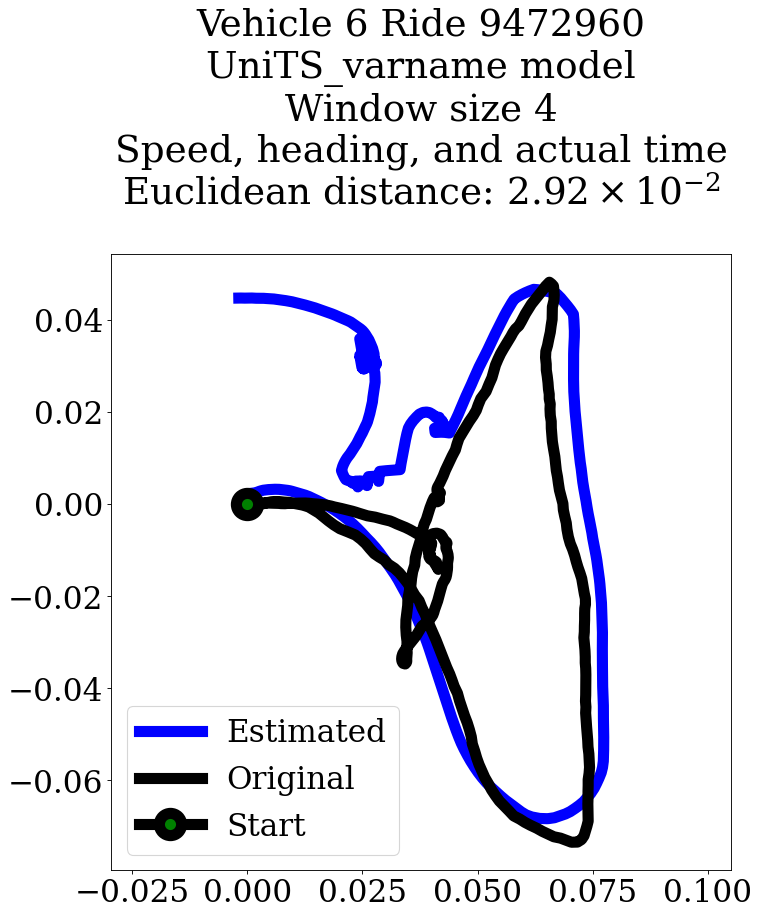 Vehicle 6 Ride 9472960
UniTS_varname model
Window size 4
Speed, heading, and actual time
Euclidean distance: 2.92 × 10⁻²
0.04
0.02
0.00
−0.02
−0.04
−0.06
Estimated
Original
Start
−0.025 0.000 0.025 0.050 0.075 0.100